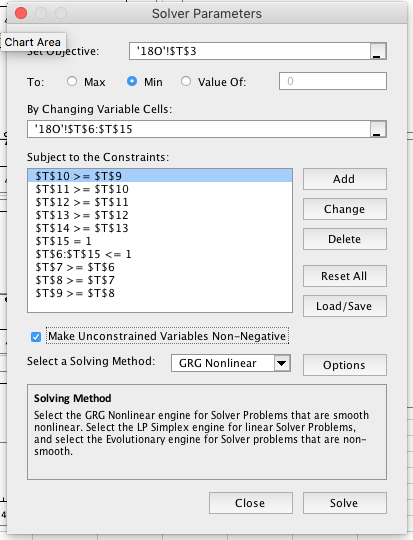 Solver Parameters
Chart Area
Set Objective:
'18O'!$T$3
To:
Max
Min
Value Of:
0
By Changing Variable Cells:
'18O'!$T$6:$T$15
Subject to the Constraints:
$T$10 >= $T$9
$T$11 >= $T$10
$T$12 >= $T$11
$T$13 >= $T$12
$T$14 >= $T$13
$T$15 = 1
$T$6:$T$15 <= 1
$T$7 >= $T$6
$T$8 >= $T$7
$T$9 >= $T$8
Add
Change
Delete
Reset All
Load/Save
Make Unconstrained Variables Non-Negative
Select a Solving Method:
GRG Nonlinear
Options
Solving Method
Select the GRG Nonlinear engine for Solver Problems that are smooth
nonlinear. Select the LP Simplex engine for linear Solver Problems,
and select the Evolutionary engine for Solver problems that are non-
smooth.
Close
Solve